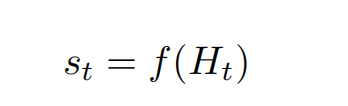 s_t = f(H_t)